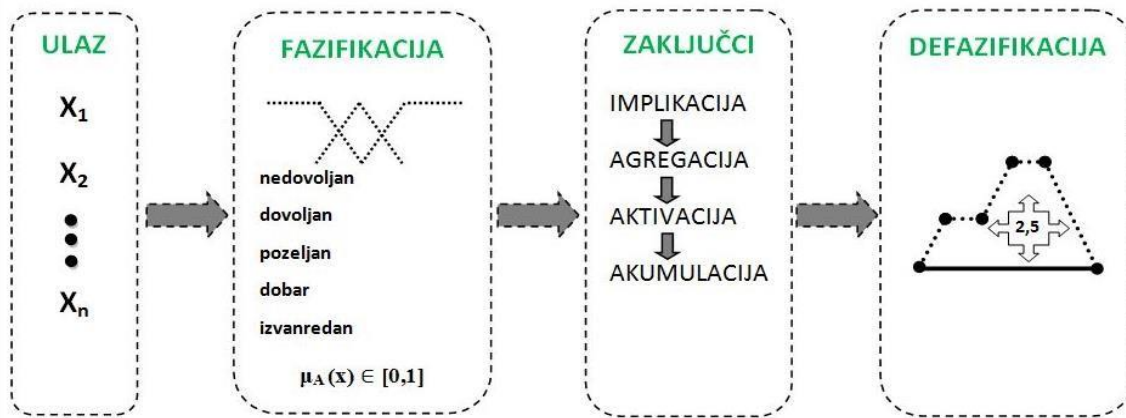 ULAZ
X₁
X₂
Xₙ
FAZIFIKACIJA
nedovoljan
dovoljan
pozeljan
dobar
izvanredan
μ_A (x) ∈ [0,1]
ZAKLJUČCI
IMPLIKACIJA
AGREGACIJA
AKTIVACIJA
AKUMULACIJA
DEFAZIFIKACIJA
2,5